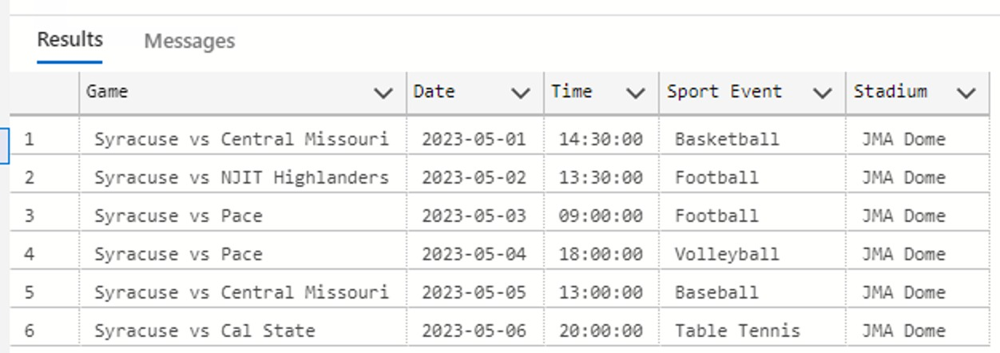 Results Messages
Game Date Time Sport Event Stadium
1 Syracuse vs Central Missouri 2023-05-01 14:30:00 Basketball JMA Dome
2 Syracuse vs NJIT Highlanders 2023-05-02 13:30:00 Football JMA Dome
3 Syracuse vs Pace 2023-05-03 09:00:00 Football JMA Dome
4 Syracuse vs Pace 2023-05-04 18:00:00 Volleyball JMA Dome
5 Syracuse vs Central Missouri 2023-05-05 13:00:00 Baseball JMA Dome
6 Syracuse vs Cal State 2023-05-06 20:00:00 Table Tennis JMA Dome